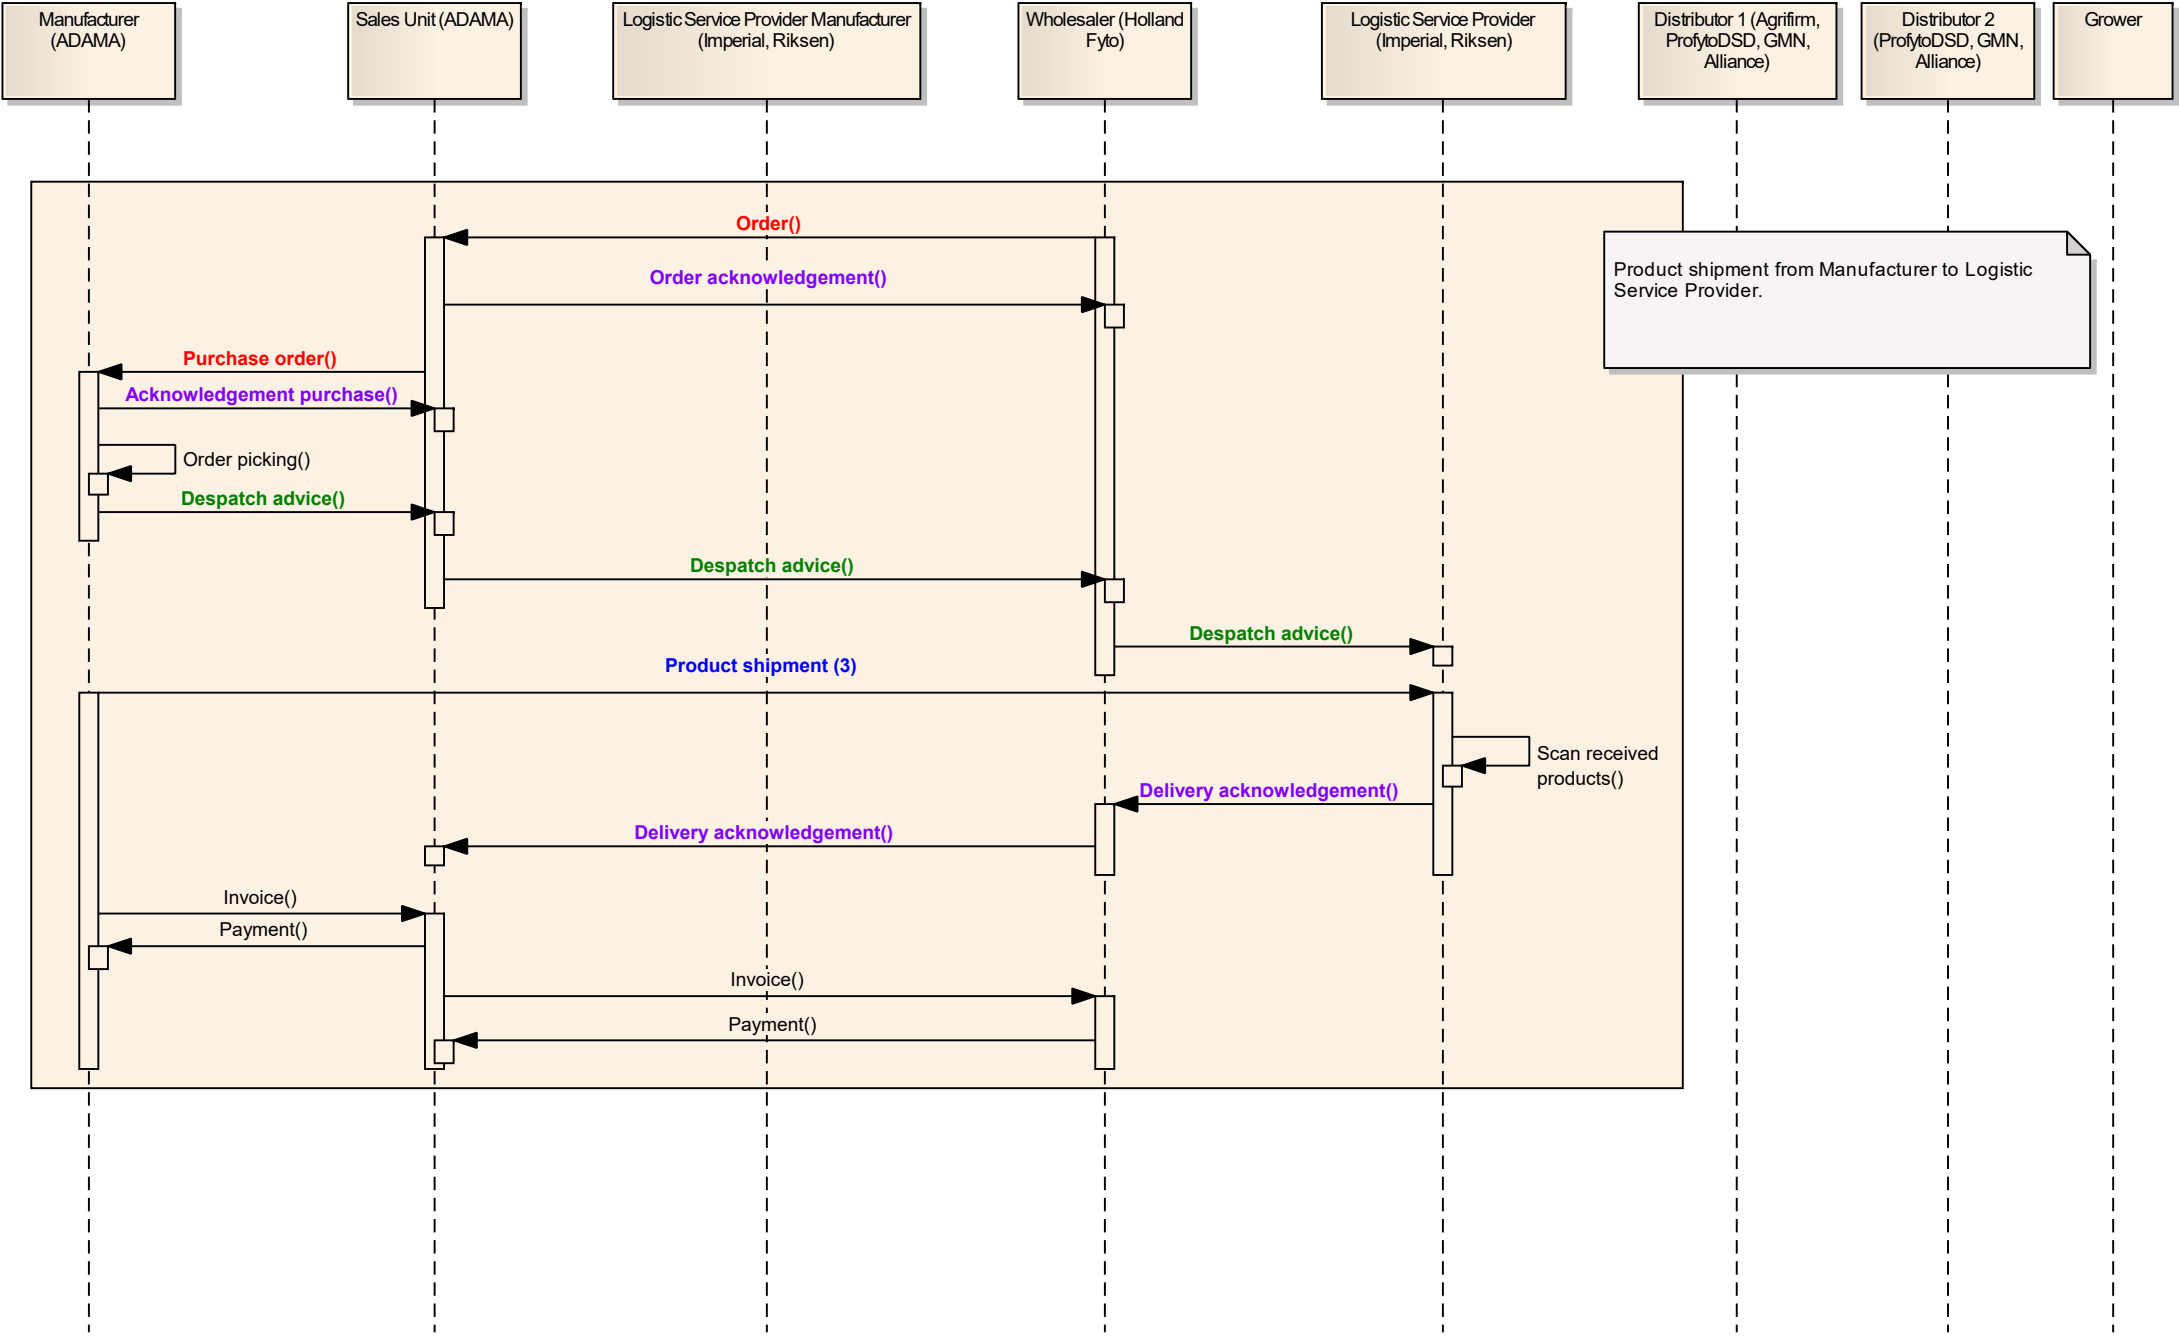 Manufacturer
(ADAMA)
Sales Unit (ADAMA)
Logistic Service Provider Manufacturer
(Imperial, Riksen)
Wholesaler (Holland
Fyto)
Logistic Service Provider
(Imperial, Riksen)
Distributor 1 (Agrifirm,
ProfytoDSD, GMN,
Alliance)
Distributor 2
(ProfytoDSD, GMN,
Alliance)
Grower
Order()
Product shipment from Manufacturer to Logistic
Service Provider.
Order acknowledgement()
Purchase order()
Acknowledgement purchase()
Order picking()
Despatch advice()
Despatch advice()
Despatch advice()
Product shipment (3)
Scan received
products()
Delivery acknowledgement()
Delivery acknowledgement()
Invoice()
Payment()
Invoice()
Payment()